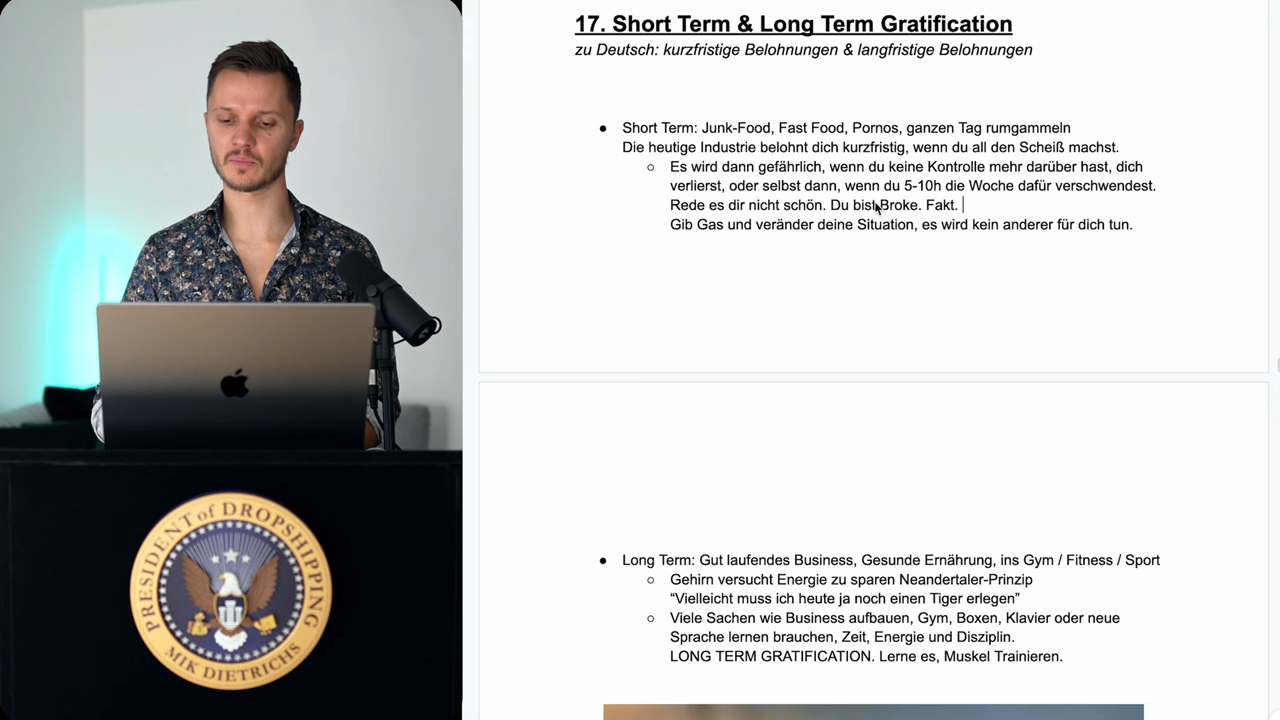 17. Short Term & Long Term Gratification
zu Deutsch: kurzfristige Belohnungen & langfristige Belohnungen
● Short Term: Junk-Food, Fast Food, Pornos, ganzen Tag rumgammeln
Die heutige Industrie belohnt dich kurzfristig, wenn du all den Scheiß machst.
○ Es wird dann gefährlich, wenn du keine Kontrolle mehr darüber hast, dich
verlierst, oder selbst dann, wenn du 5-10h die Woche dafür verschwendest.
Rede es dir nicht schön. Du bist Broke. Fakt.
Gib Gas und veränder deine Situation, es wird kein anderer für dich tun.
● Long Term: Gut laufendes Business, Gesunde Ernährung, ins Gym / Fitness / Sport
○ Gehirn versucht Energie zu sparen Neandertaler-Prinzip
“Vielleicht muss ich heute ja noch einen Tiger erlegen”
○ Viele Sachen wie Business aufbauen, Gym, Boxen, Klavier oder neue
Sprache lernen brauchen, Zeit, Energie und Disziplin.
LONG TERM GRATIFICATION. Lerne es, Muskel Trainieren.
PRESIDENT of DROPSHIPPING
MIK DIETRICHS